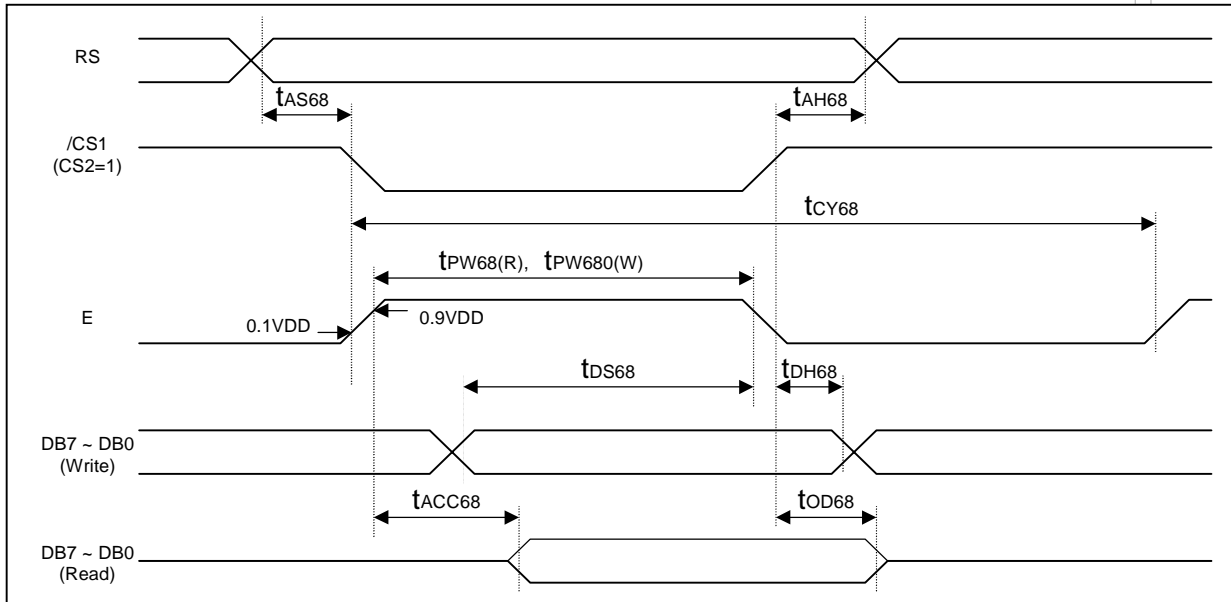 RS
tAS68
tAH68
/CS1
(CS2=1)
tCY68
tPW68(R), tPW680(W)
E
0.1VDD
0.9VDD
tDS68
tDH68
DB7 ~ DB0
(Write)
tACC68
tOD68
DB7 ~ DB0
(Read)